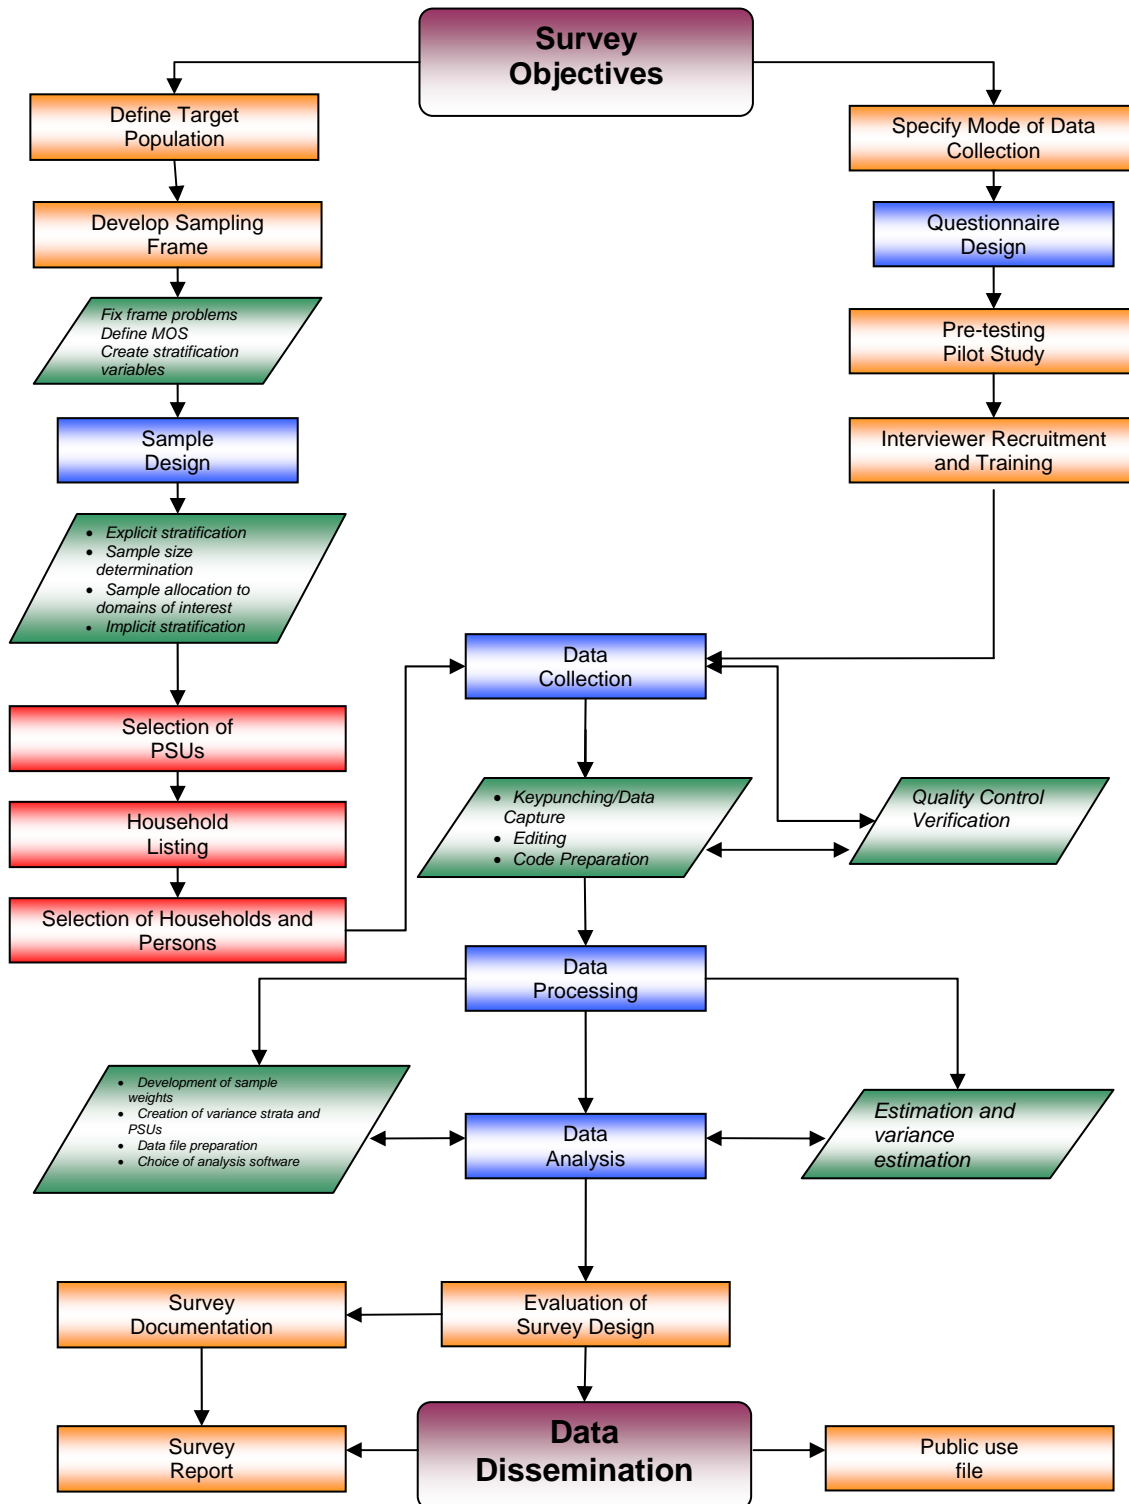 Survey
Objectives
Define Target
Population
Specify Mode of Data
Collection
Develop Sampling
Frame
Questionnaire
Design
Fix frame problems
Define MOS
Create stratification
variables
Pre-testing
Pilot Study
Sample
Design
Interviewer Recruitment
and Training
• Explicit stratification
• Sample size
determination
• Sample allocation to
domains of interest
• Implicit stratification
Data
Collection
Selection of
PSUs
• Keypunching/Data
Capture
• Editing
• Code Preparation
Quality Control
Verification
Household
Listing
Selection of Households and
Persons
Data
Processing
• Development of sample
weights
• Creation of variance strata and
PSUs
• Data file preparation
• Choice of analysis software
Data
Analysis
Estimation and
variance
estimation
Survey
Documentation
Evaluation of
Survey Design
Survey
Report
Data
Dissemination
Public use
file